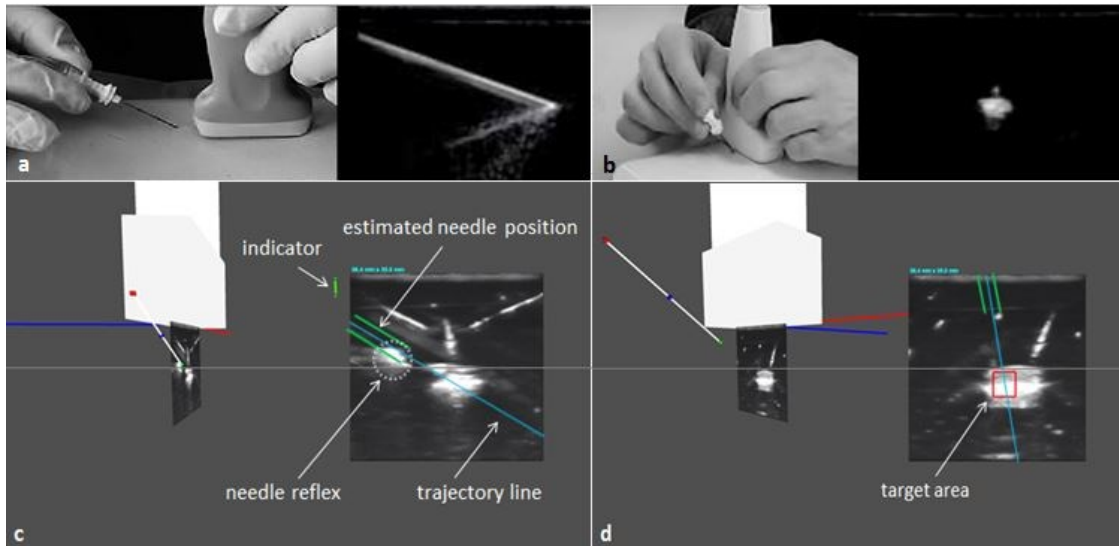 a
b
estimated needle position
indicator
needle reflex
trajectory line
c
target area
d